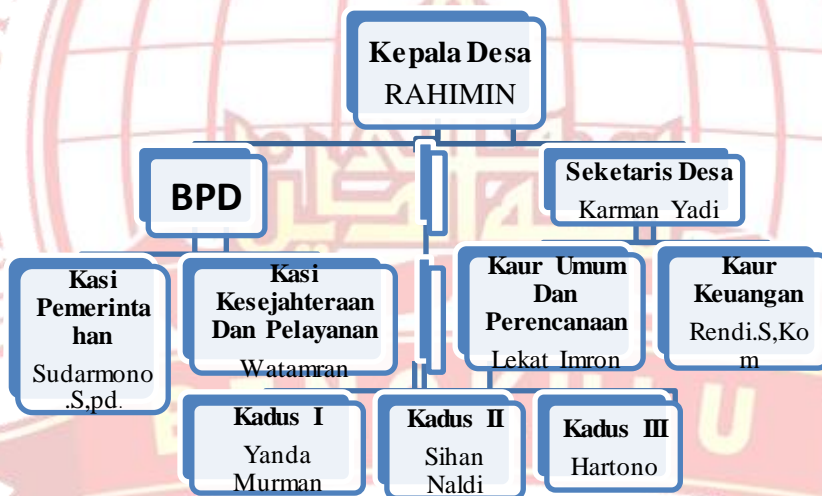 Kepala Desa
RAHIMIN
BPD
Seketaris Desa
Karman Yadi
Kasi
Pemerinta
han
Sudarmono
.S,pd.
Kasi
Kesejahteraan
Dan Pelayanan
Watamran
Kaur Umum
Dan
Perencanaan
Lekat Imron
Kaur
Keuangan
Rendi.S,Ko
m
Kadus I
Yanda
Murman
Kadus II
Sihan
Naldi
Kadus III
Hartono